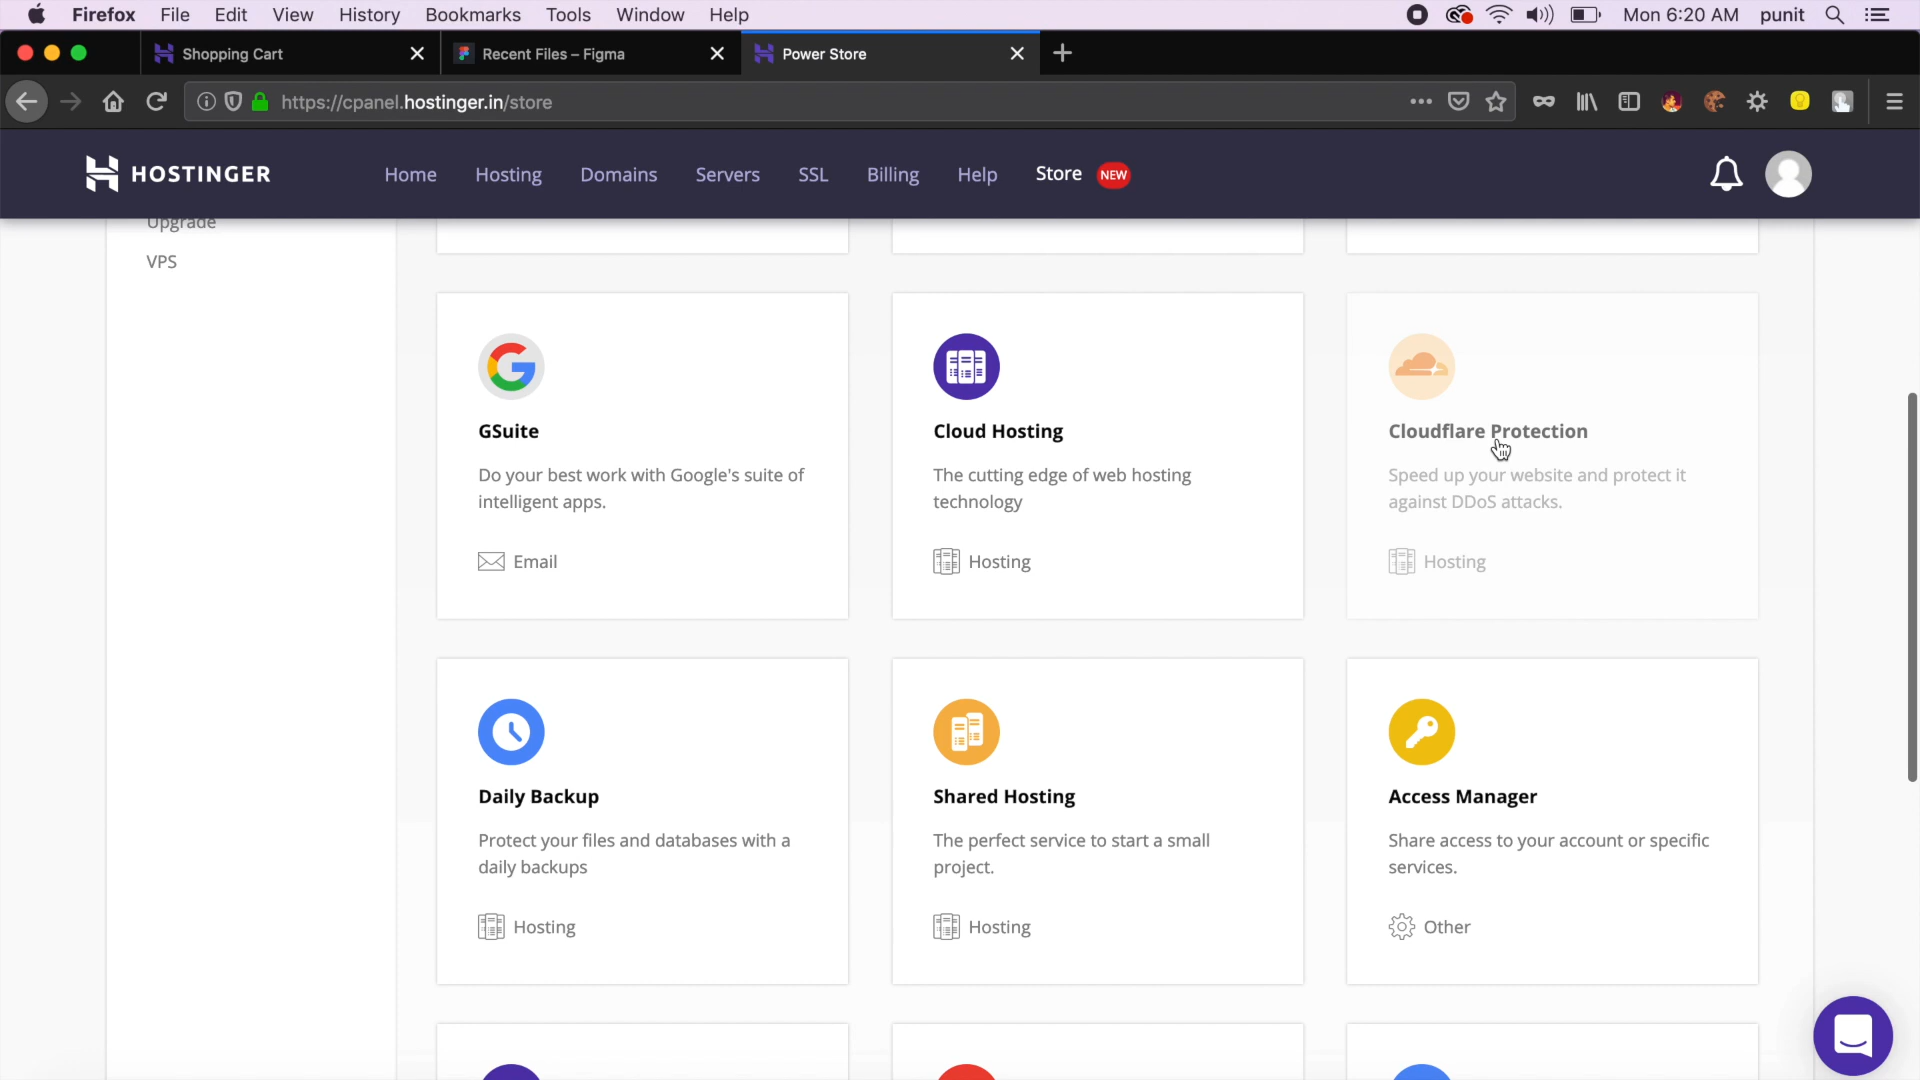 Firefox File Edit View History Bookmarks Tools Window Help Mon 6:20 AM punit
Shopping Cart
Recent Files – Figma
Power Store
https://cpanel.hostinger.in/store
HOSTINGER Home Hosting Domains Servers SSL Billing Help Store NEW
Upgrade
VPS
GSuite
Do your best work with Google's suite of
intelligent apps.
Email
Cloud Hosting
The cutting edge of web hosting
technology
Hosting
Cloudflare Protection
Speed up your website and protect it
against DDoS attacks.
Hosting
Daily Backup
Protect your files and databases with a
daily backups
Hosting
Shared Hosting
The perfect service to start a small
project.
Hosting
Access Manager
Share access to your account or specific
services.
Other